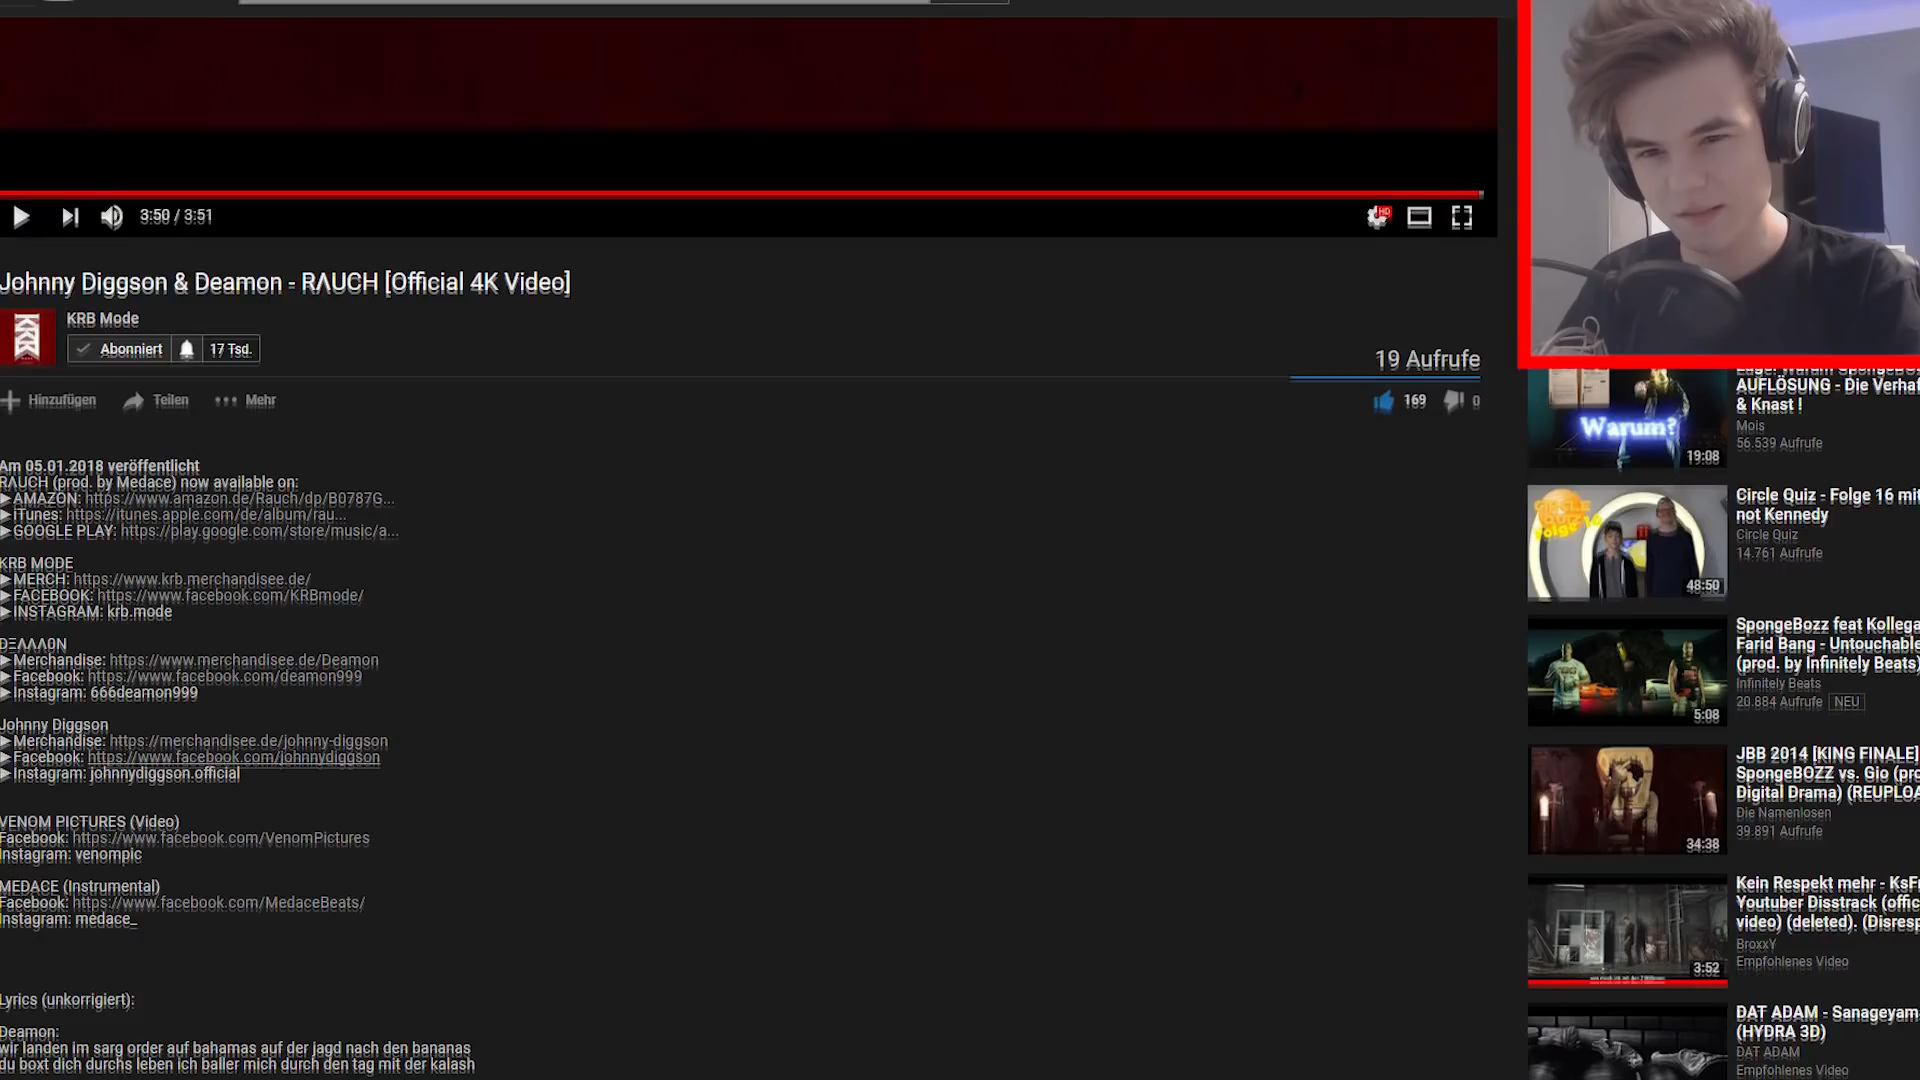 3:50 / 3:51
HD
Johnny Diggson & Deamon - RΛUCH [Official 4K Video]
KRB Mode
Abonniert
17 Tsd.
19 Aufrufe
Hinzufügen
Teilen
Mehr
169
0
Am 05.01.2018 veröffentlicht
RΛUCH (prod. by Medace) now available on:
►AMAZON: https://www.amazon.de/Rauch/dp/B0787G...
►iTunes: https://itunes.apple.com/de/album/rau...
►GOOGLE PLAY: https://play.google.com/store/music/a...
KRB MODE
►MERCH: https://www.krb.merchandisee.de/
►FACEBOOK: https://www.facebook.com/KRBmode/
►INSTAGRAM: krb.mode
►Merchandise: https://www.merchandisee.de/Deamon
►Facebook: https://www.facebook.com/deamon999
►Instagram: 666deamon999
Johnny Diggson
►Merchandise: https://merchandisee.de/johnny-diggson
►Facebook: https://www.facebook.com/johnnydiggson
►Instagram: johnnydiggson.official
VENOM PICTURES (Video)
Facebook: https://www.facebook.com/VenomPictures
Instagram: venompic
MEDACE (Instrumental)
Facebook: https://www.facebook.com/MedaceBeats/
Instagram: medace_
Lyrics (unkorrigiert):
Deamon:
wir landen im sarg order auf bahamas auf der jagd nach den bananas
du boxt dich durchs leben ich baller mich durch den tag mit der kalash
Warum?
19:08
AUFLÖSUNG - Die Verha
& Knast !
Mois
56.539 Aufrufe
48:50
Circle Quiz - Folge 16 mit
not Kennedy
Circle Quiz
14.761 Aufrufe
5:08
SpongeBozz feat Kollega
Farid Bang - Untouchable
(prod. by Infinitely Beats)
Infinitely Beats
20.884 Aufrufe NEU
34:38
JBB 2014 [KING FINALE]
SpongeBOZZ vs. Gio (pro
Digital Drama) (REUPLOA
Die Namenlosen
39.891 Aufrufe
3:52
Kein Respekt mehr - KsFr
Youtuber Disstrack (offic
video) (deleted). (Disresp
BroxxY
Empfohlenes Video
DAT ADAM - Sanageyama
(HYDRA 3D)
DAT ADAM
Empfohlenes Video